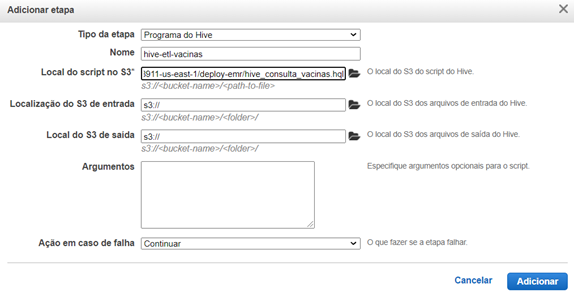 Adicionar etapa
Tipo da etapa Programa do Hive
Nome hive-etl-vacinas
Local do script no S3* l911-us-east-1/deploy-emr/hive_consulta_vacinas.hql O local do S3 do script do Hive.
s3://<bucket-name>/<path-to-file>
Localização do S3 de entrada s3:// O local do S3 dos arquivos de entrada do Hive.
s3://<bucket-name>/<folder>/
Local do S3 de saída s3:// O local do S3 dos arquivos de saída do Hive.
s3://<bucket-name>/<folder>/
Argumentos Especifique argumentos opcionais para o script.
Ação em caso de falha Continuar O que fazer se a etapa falhar.
Cancelar Adicionar